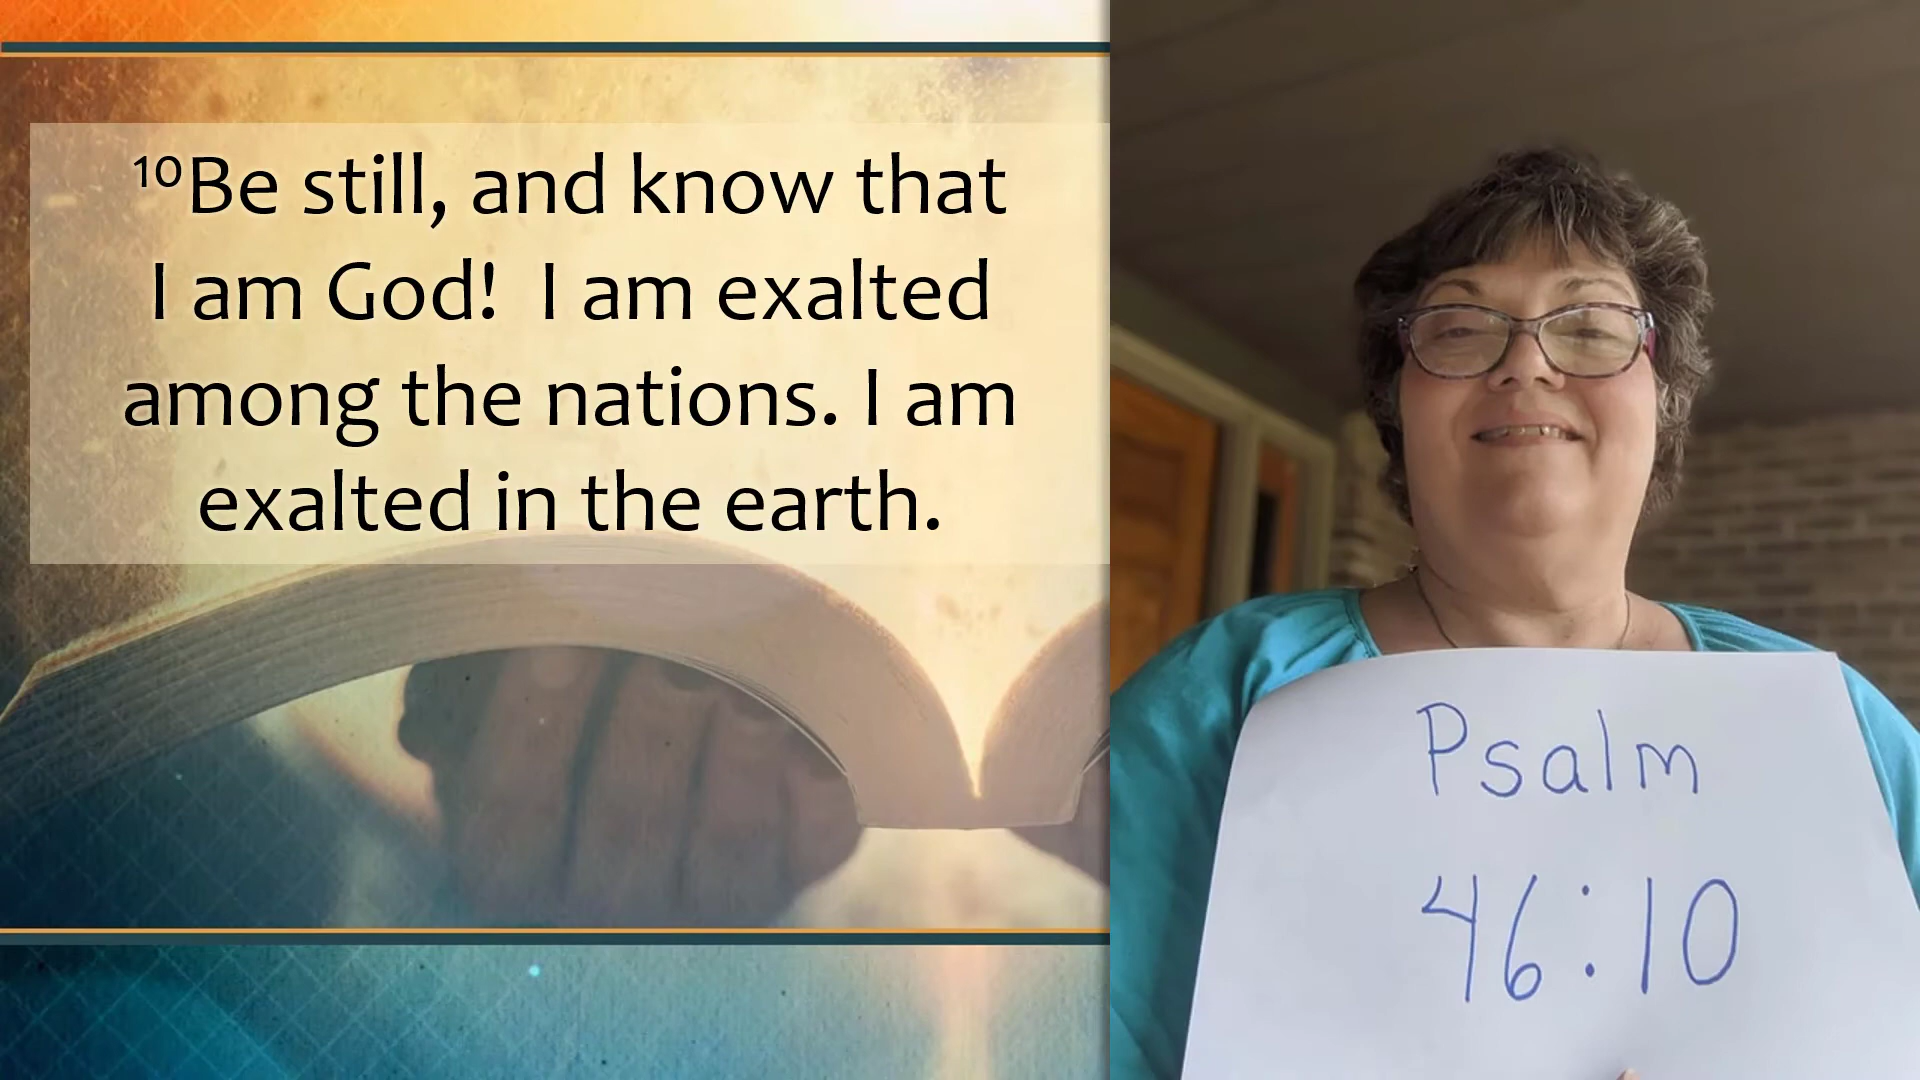 ¹⁰Be still, and know that
I am God!  I am exalted
among the nations. I am
exalted in the earth.
Psalm
46:10